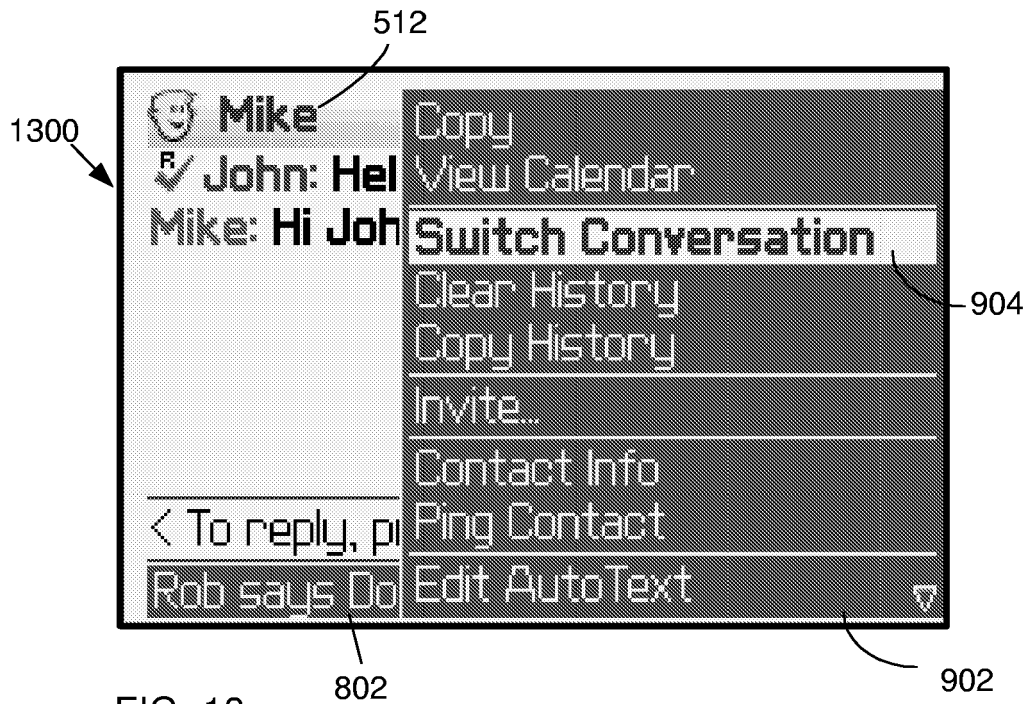 512
1300
Mike
Copy
R John: Hel
View Calendar
Mike: Hi Joh
Switch Conversation
904
Clear History
Copy History
Invite...
Contact Info
< To reply, pr
Ping Contact
Rob says Do
Edit AutoText
802
902